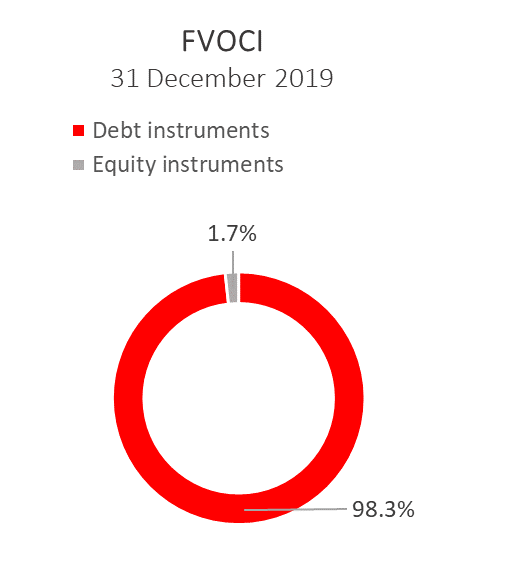 FVOCI
31 December 2019
Debt instruments
Equity instruments
1.7%
98.3%